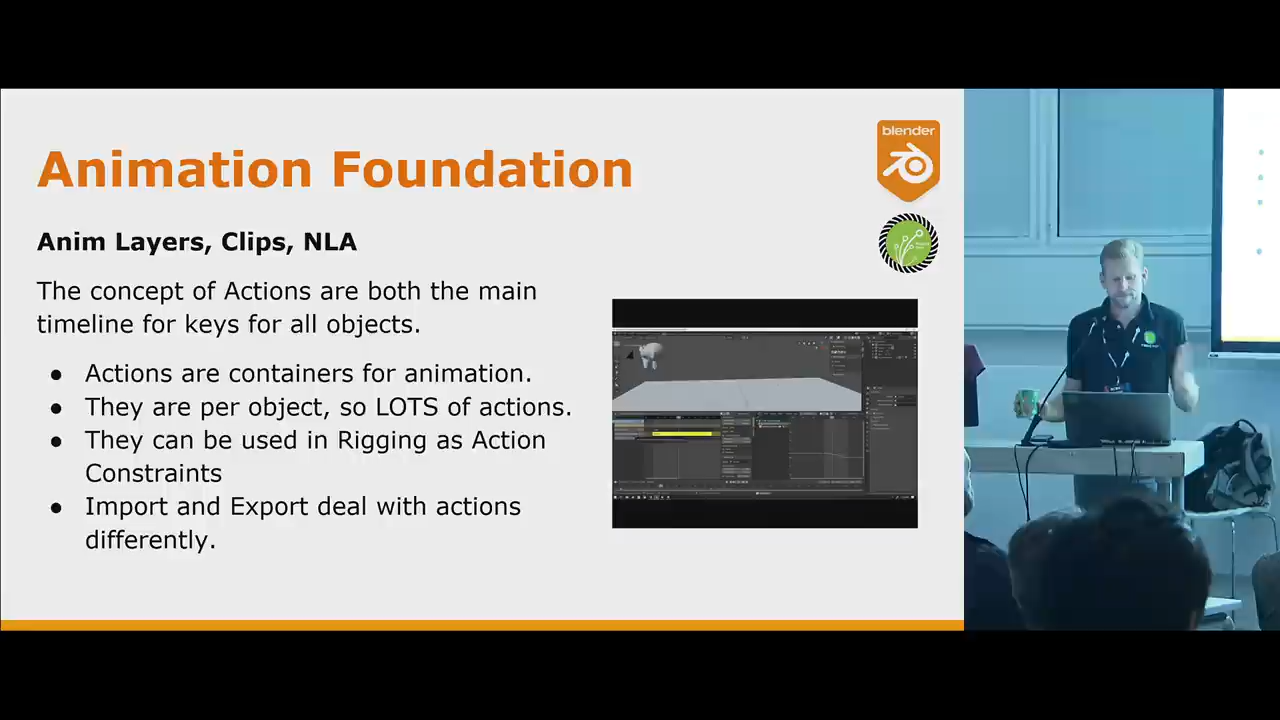 Animation Foundation
blender
Anim Layers, Clips, NLA
The concept of Actions are both the main
timeline for keys for all objects.
● Actions are containers for animation.
● They are per object, so LOTS of actions.
● They can be used in Rigging as Action
Constraints
● Import and Export deal with actions
differently.